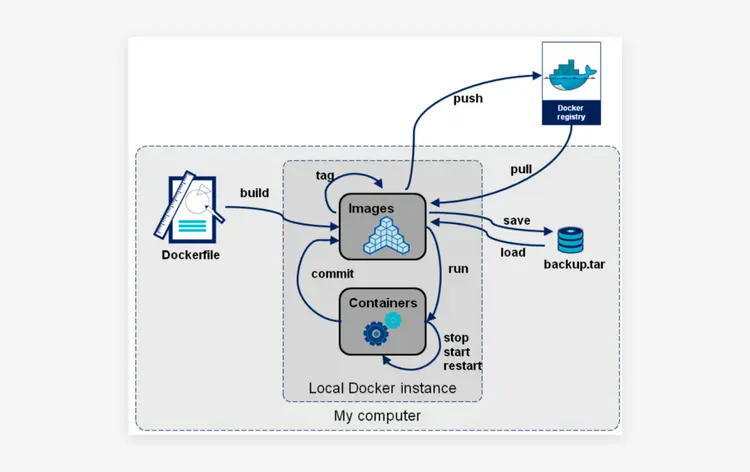 push
Docker
registry
pull
tag
build
Images
save
load
Dockerfile
backup.tar
commit
run
Containers
stop
start
restart
Local Docker instance
My computer